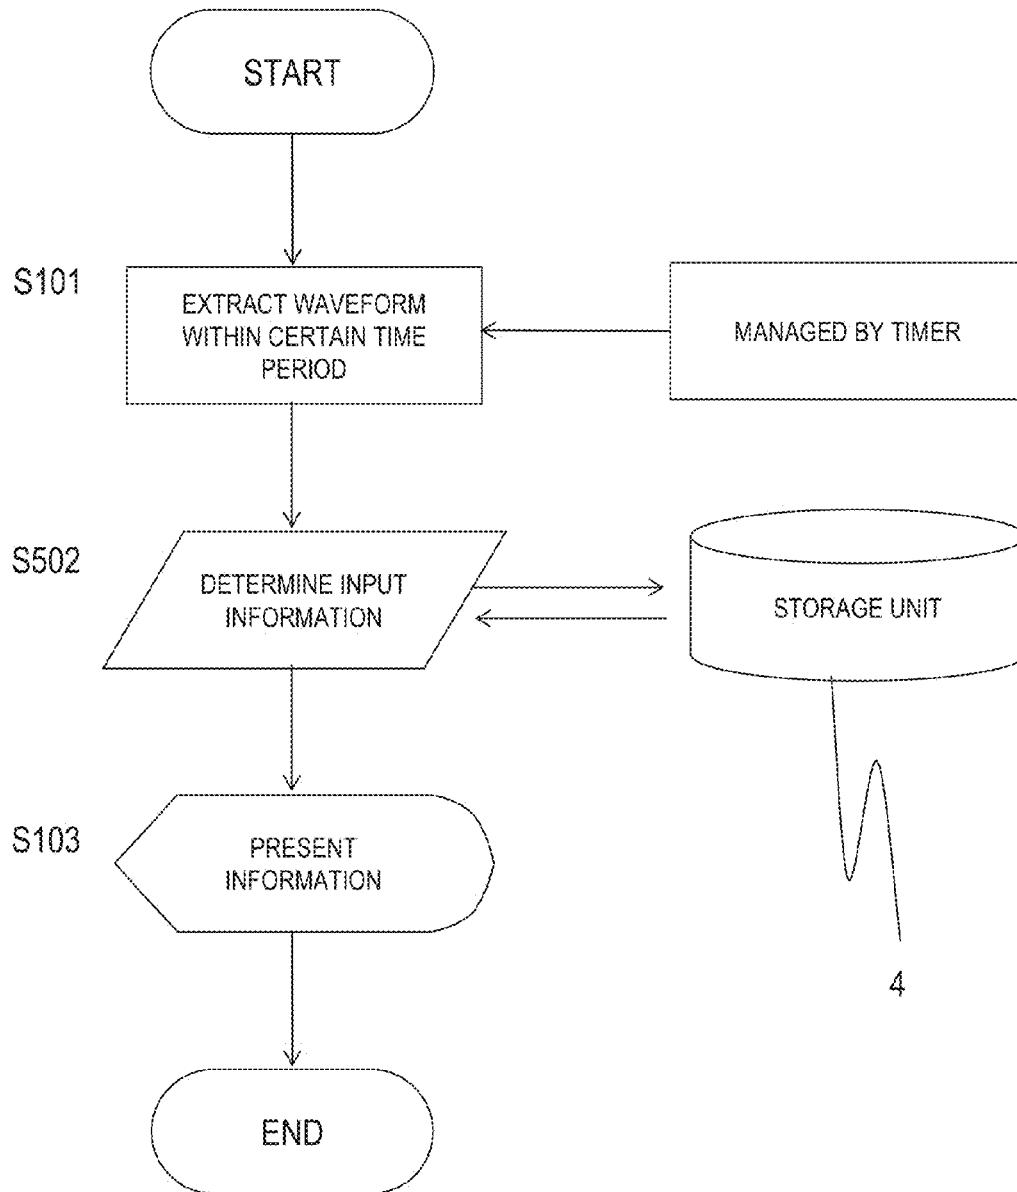 START
S101
EXTRACT WAVEFORM
WITHIN CERTAIN TIME
PERIOD
MANAGED BY TIMER
S502
DETERMINE INPUT
INFORMATION
STORAGE UNIT
S103
PRESENT
INFORMATION
4
END